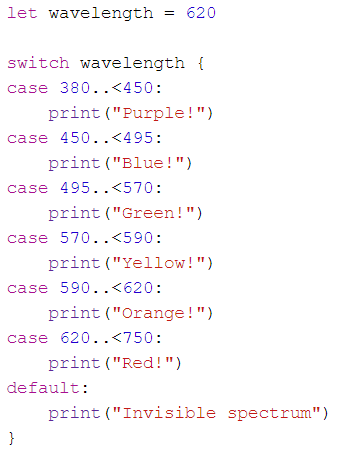 let wavelength = 620

switch wavelength {
case 380..<450:
    print("Purple!")
case 450..<495:
    print("Blue!")
case 495..<570:
    print("Green!")
case 570..<590:
    print("Yellow!")
case 590..<620:
    print("Orange!")
case 620..<750:
    print("Red!")
default:
    print("Invisible spectrum")
}